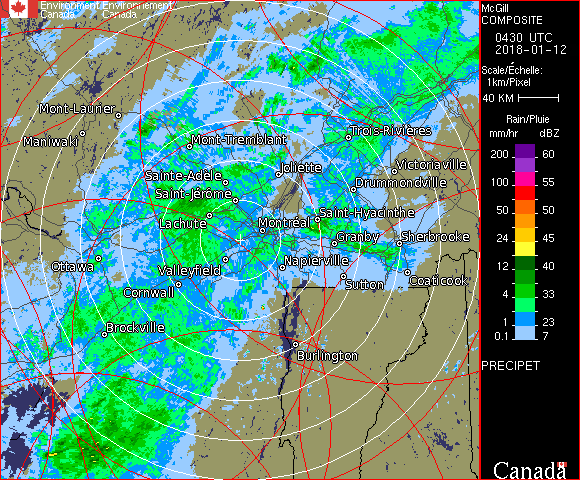 Environment Environnement
Canada Canada
McGill
COMPOSITE
0430 UTC
2018-01-12
Scale/Échelle:
1km/Pixel
40 KM
Rain/Pluie
mm/hr dBZ
200 60
100 55
50 50
24 45
12 40
4 33
1.0 23
0.1 7
PRECIPET
Canada
Mont-Laurier
Maniwaki
Mont-Tremblant
Trois-Rivières
Joliette
Victoriaville
Sainte-Adèle
Drummondville
Saint-Jérôme
Lachute
Saint-Hyacinthe
Montréal
Granby
Sherbrooke
Ottawa
Valleyfield
Napierville
Cornwall
Sutton
Coaticook
Brockville
Burlington